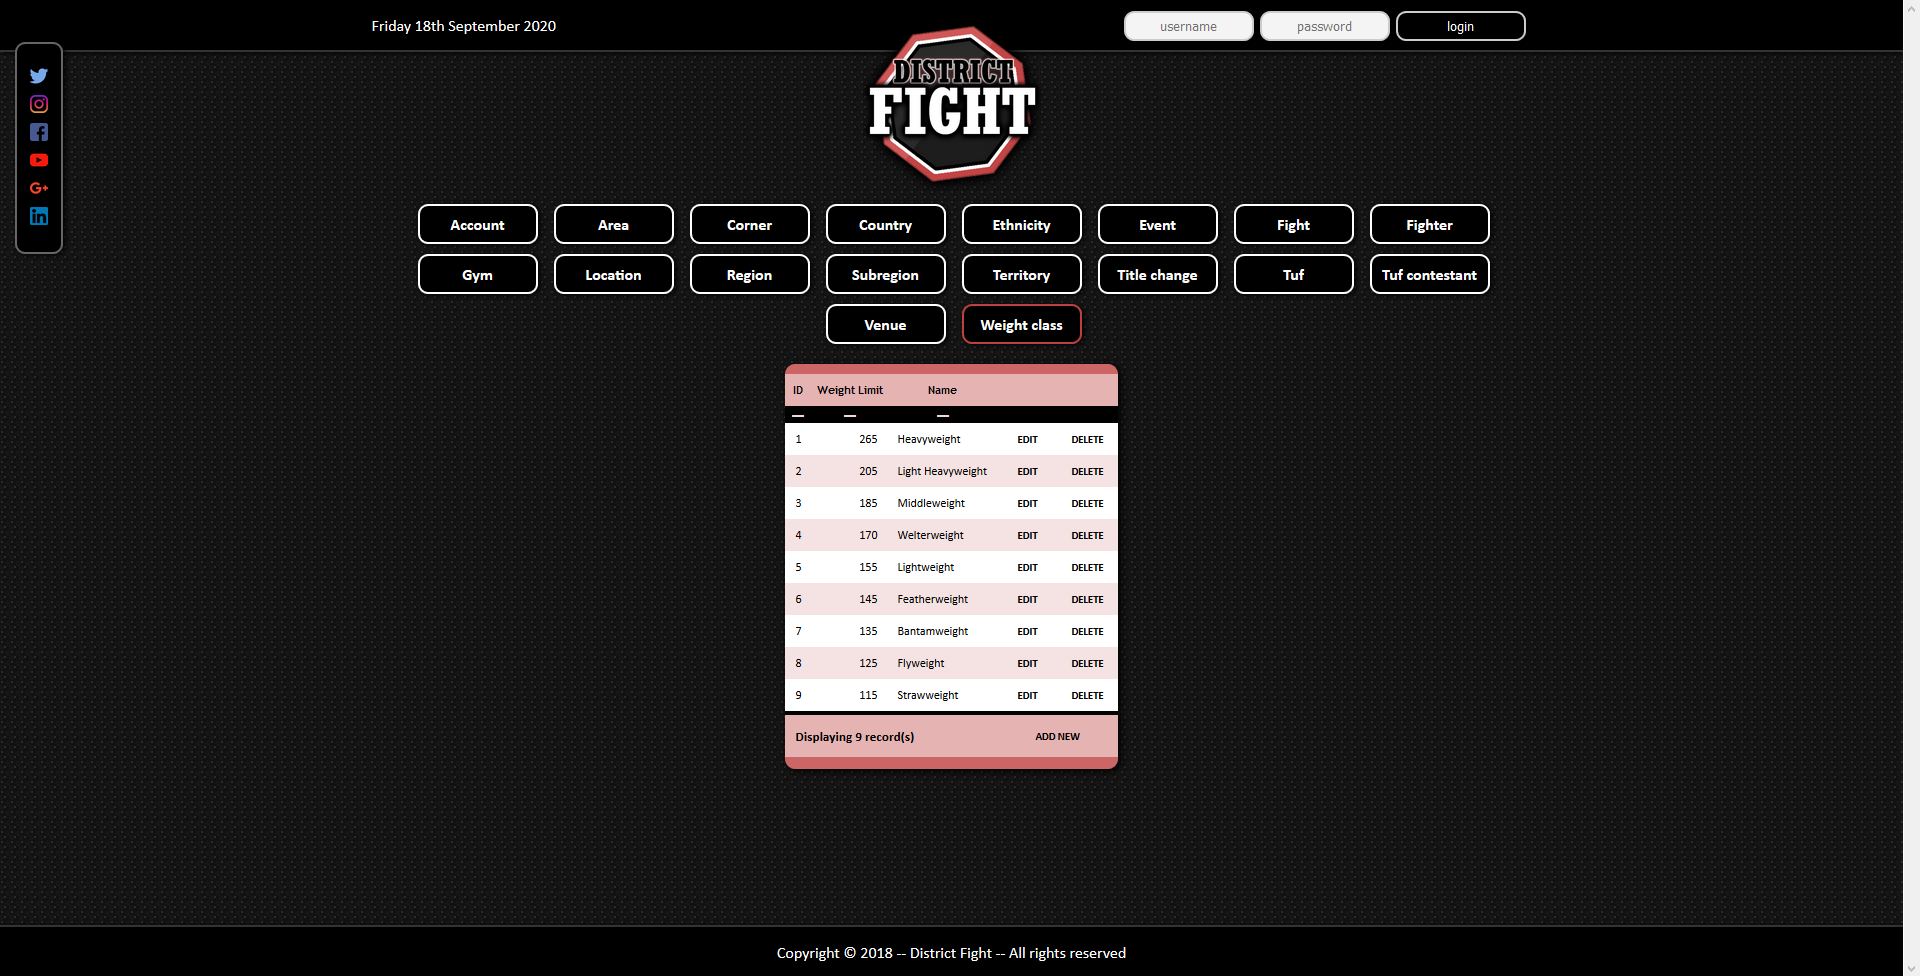 Friday 18th September 2020
username password login
DISTRICT
FIGHT
Account Area Corner Country Ethnicity Event Fight Fighter
Gym Location Region Subregion Territory Title change Tuf Tuf contestant
Venue Weight class
ID Weight Limit Name
— — —
1 265 Heavyweight EDIT DELETE
2 205 Light Heavyweight EDIT DELETE
3 185 Middleweight EDIT DELETE
4 170 Welterweight EDIT DELETE
5 155 Lightweight EDIT DELETE
6 145 Featherweight EDIT DELETE
7 135 Bantamweight EDIT DELETE
8 125 Flyweight EDIT DELETE
9 115 Strawweight EDIT DELETE
Displaying 9 record(s) ADD NEW
Copyright © 2018 -- District Fight -- All rights reserved